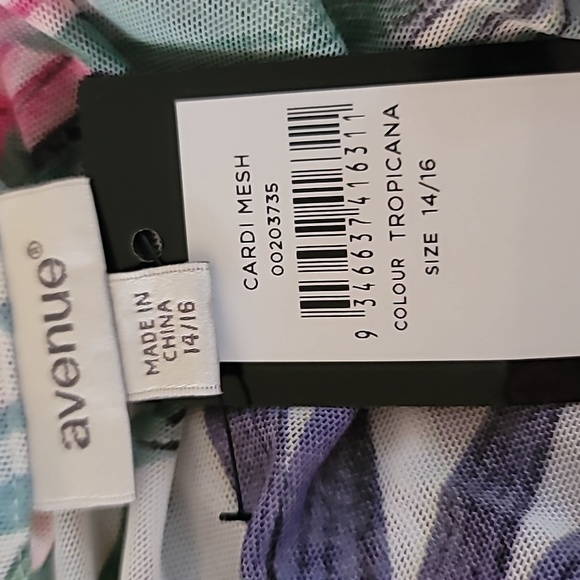 avenue®
MADE IN
CHINA
14/16
CARDI MESH
00203735
9 346637 416311
COLOUR TROPICANA
SIZE 14/16